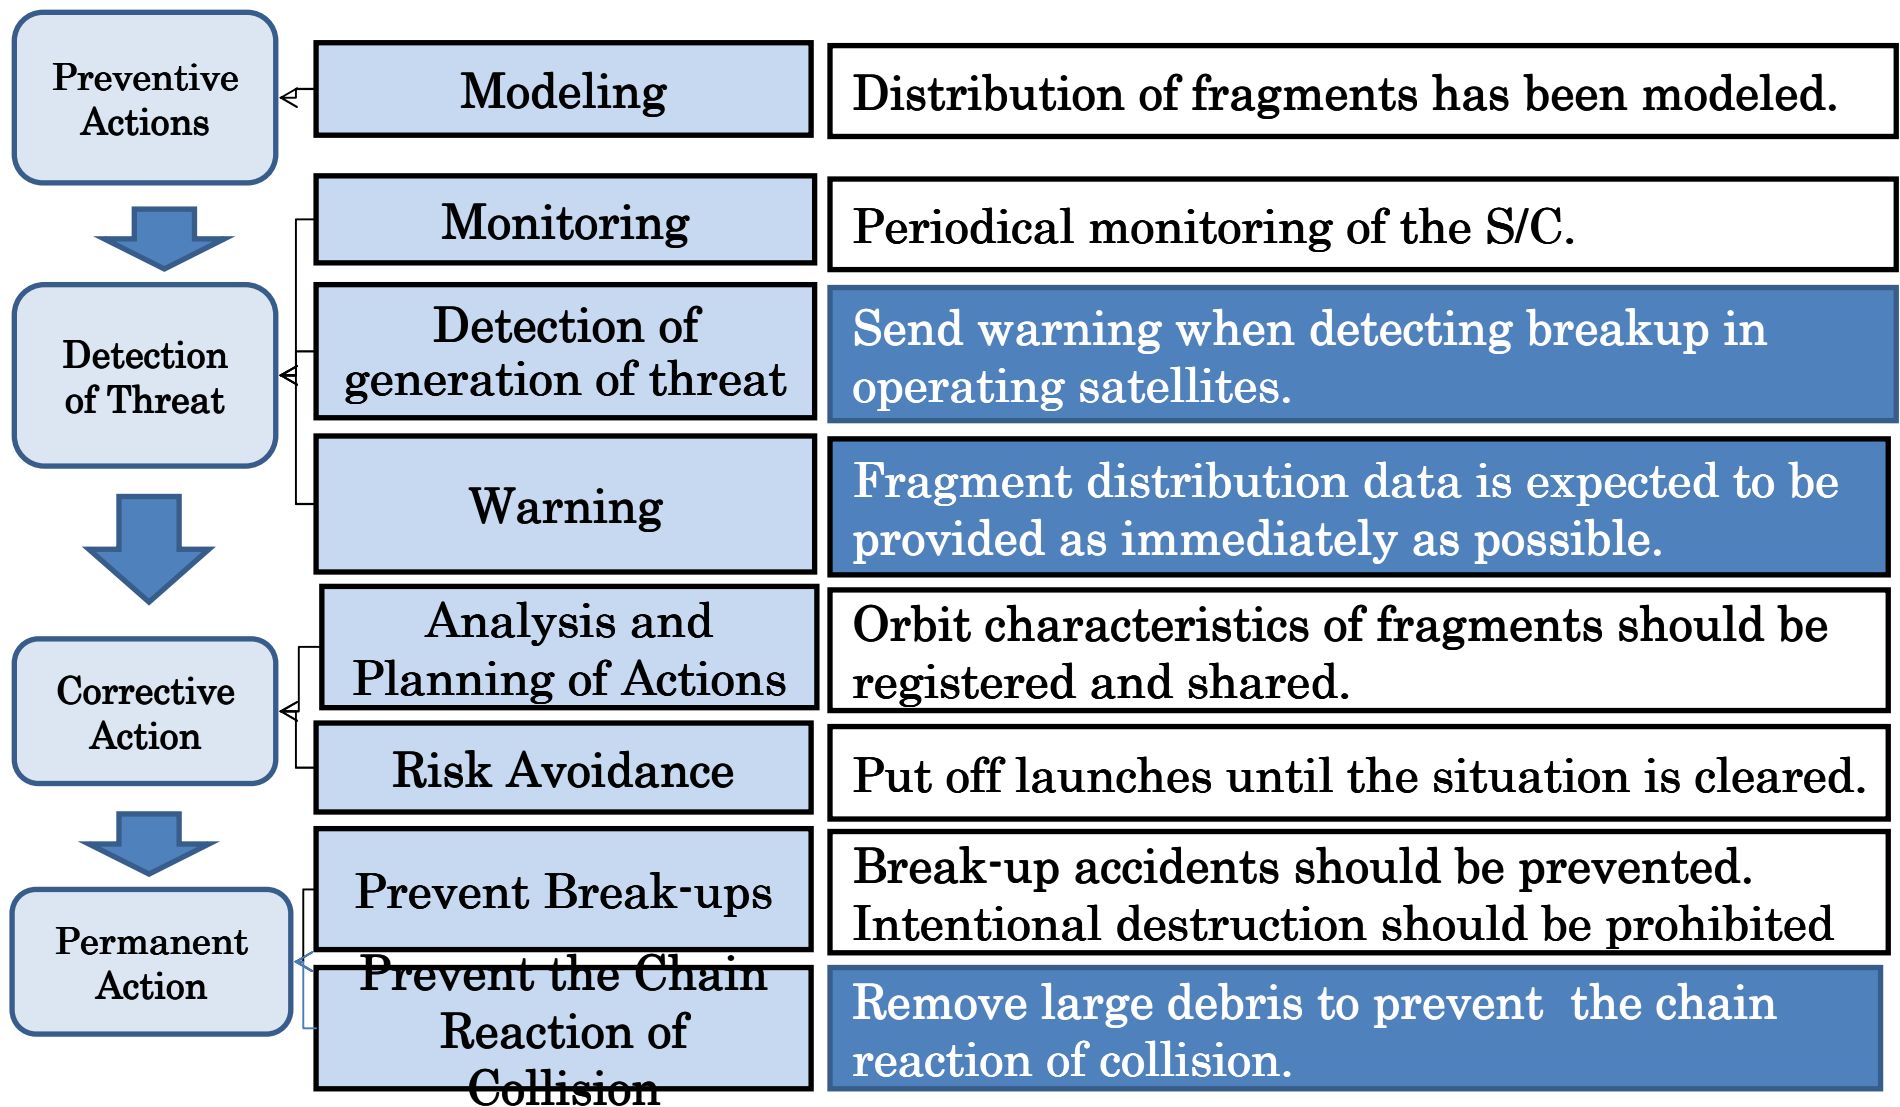 Preventive
Actions
Modeling
Distribution of fragments has been modeled.
Monitoring
Periodical monitoring of the S/C.
Detection
of Threat
Detection of
generation of threat
Send warning when detecting breakup in
operating satellites.
Warning
Fragment distribution data is expected to be
provided as immediately as possible.
Corrective
Action
Analysis and
Planning of Actions
Orbit characteristics of fragments should be
registered and shared.
Risk Avoidance
Put off launches until the situation is cleared.
Permanent
Action
Prevent Break-ups
Break-up accidents should be prevented.
Intentional destruction should be prohibited
Prevent the Chain
Reaction of
Collision
Remove large debris to prevent  the chain
reaction of collision.